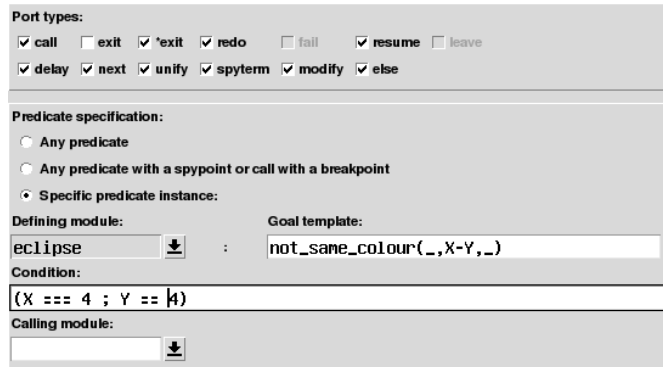 Port types:
call exit *exit redo fail resume leave
delay next unify spyterm modify else
Predicate specification:
Any predicate
Any predicate with a spypoint or call with a breakpoint
Specific predicate instance:
Defining module: Goal template:
eclipse : not_same_colour(_,X-Y,_)
Condition:
(X === 4 ; Y == 4)
Calling module: